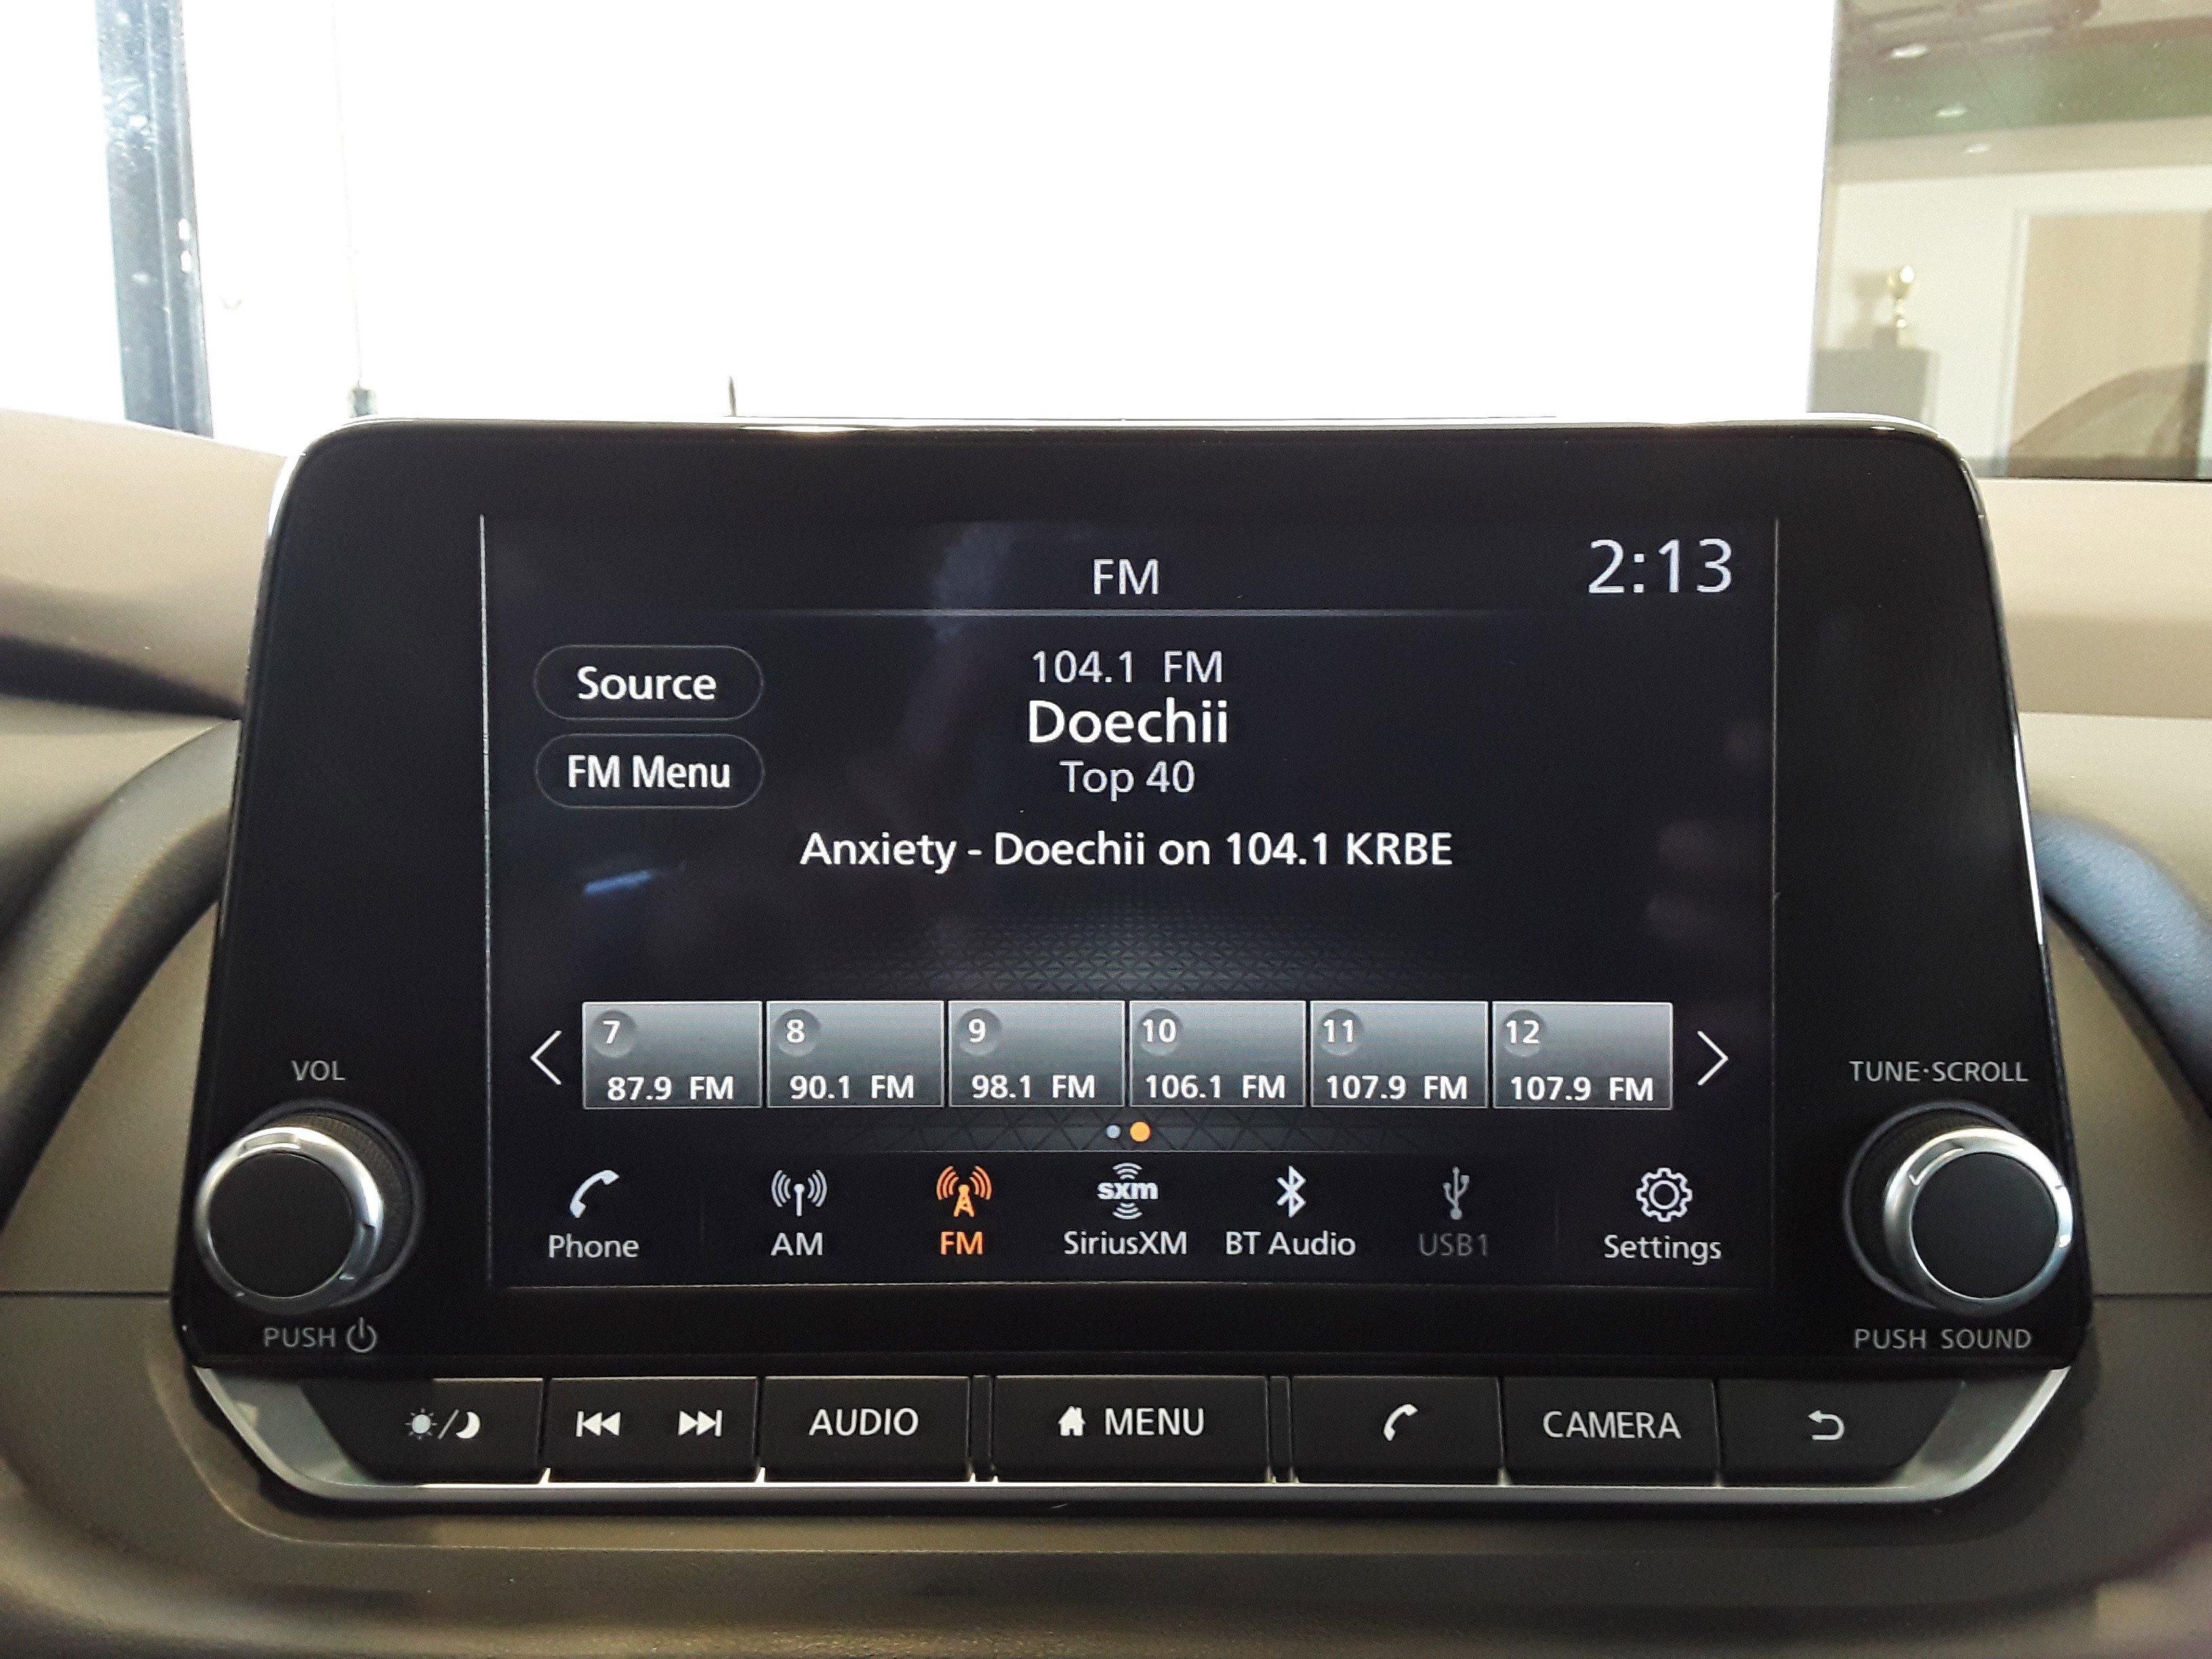 FM
2:13
Source
104.1 FM
Doechii
FM Menu
Top 40
Anxiety - Doechii on 104.1 KRBE
7 8 9 10 11 12
87.9 FM 90.1 FM 98.1 FM 106.1 FM 107.9 FM 107.9 FM
VOL
TUNE·SCROLL
sxm
Phone AM FM SiriusXM BT Audio USB1 Settings
PUSH
PUSH SOUND
AUDIO MENU CAMERA